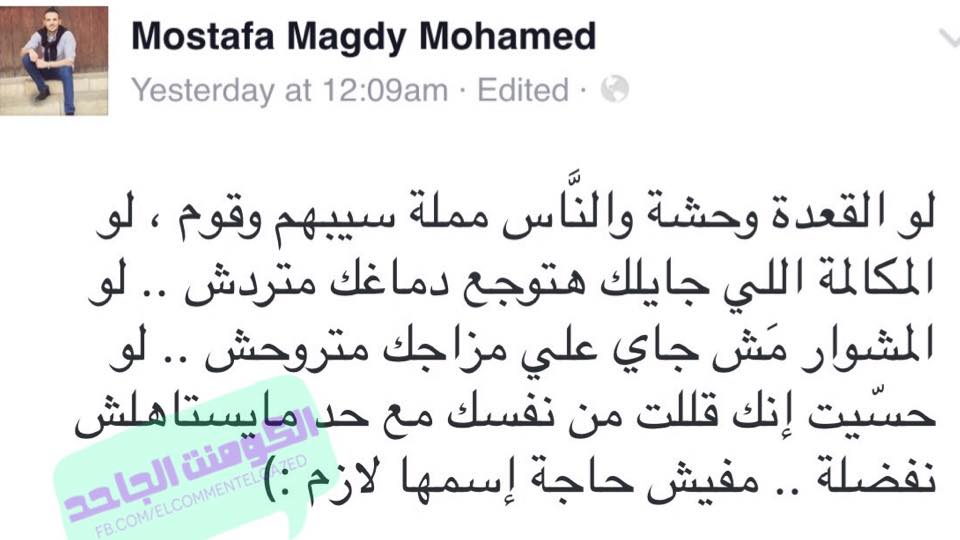 Mostafa Magdy Mohamed
Yesterday at 12:09am · Edited ·
لو القعدة وحشة والنَّاس مملة سيبهم وقوم ، لو
المكالمة اللي جايلك هتوجع دماغك متردش .. لو
المشوار مَش جاي علي مزاجك متروحش .. لو
حسّيت إنك قللت من نفسك مع حد مايستاهلش
نفضلة .. مفيش حاجة إسمها لازم :)
الكومنت الجاحد
FB.COM/ELCOMMENTELGAZED